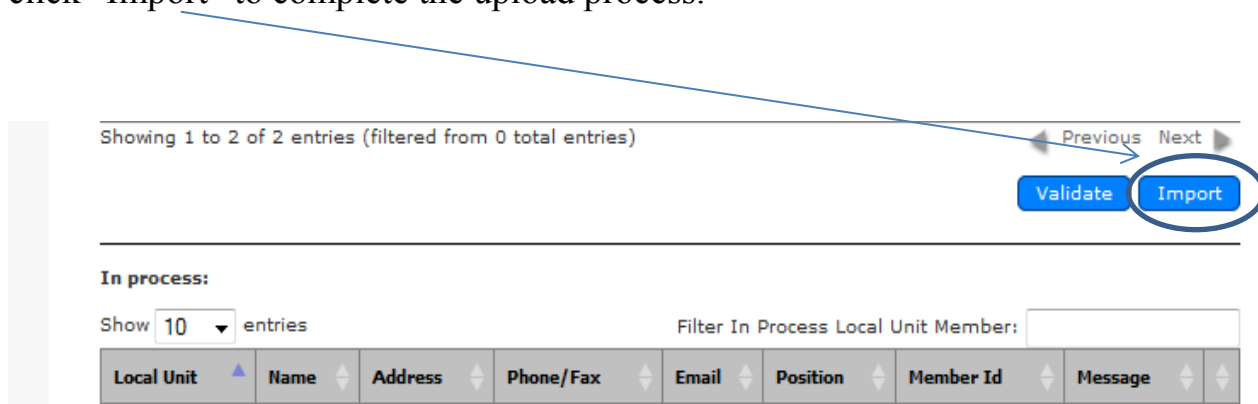 click "Import" to complete the upload process.
Showing 1 to 2 of 2 entries (filtered from 0 total entries)
Previous Next
Validate Import
In process:
Show 10 entries
Filter In Process Local Unit Member:
Local Unit Name Address Phone/Fax Email Position Member Id Message